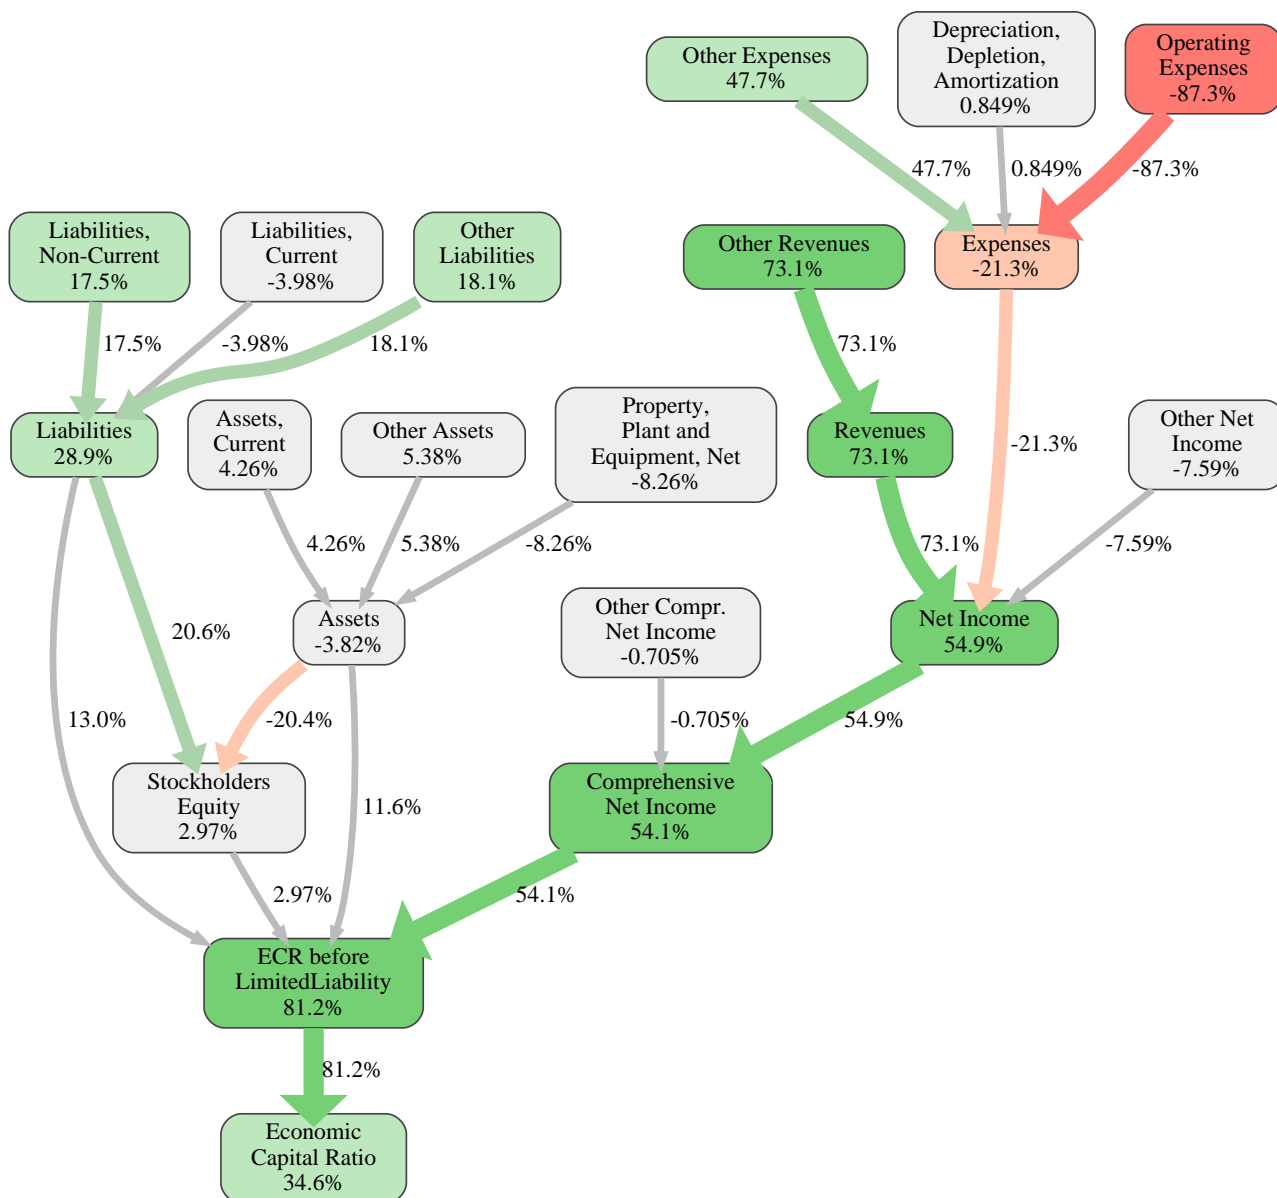 Other Expenses
47.7%
Depreciation,
Depletion,
Amortization
0.849%
Operating
Expenses
-87.3%
47.7%
0.849%
-87.3%
Liabilities,
Non-Current
17.5%
Liabilities,
Current
-3.98%
Other
Liabilities
18.1%
Other Revenues
73.1%
Expenses
-21.3%
17.5%
-3.98%
18.1%
73.1%
Liabilities
28.9%
Assets,
Current
4.26%
Other Assets
5.38%
Property,
Plant and
Equipment, Net
-8.26%
Revenues
73.1%
-21.3%
Other Net
Income
-7.59%
4.26%
5.38%
-8.26%
73.1%
-7.59%
20.6%
Assets
-3.82%
Other Compr.
Net Income
-0.705%
Net Income
54.9%
13.0%
-20.4%
-0.705%
54.9%
Stockholders
Equity
2.97%
11.6%
Comprehensive
Net Income
54.1%
2.97%
54.1%
ECR before
LimitedLiability
81.2%
81.2%
Economic
Capital Ratio
34.6%